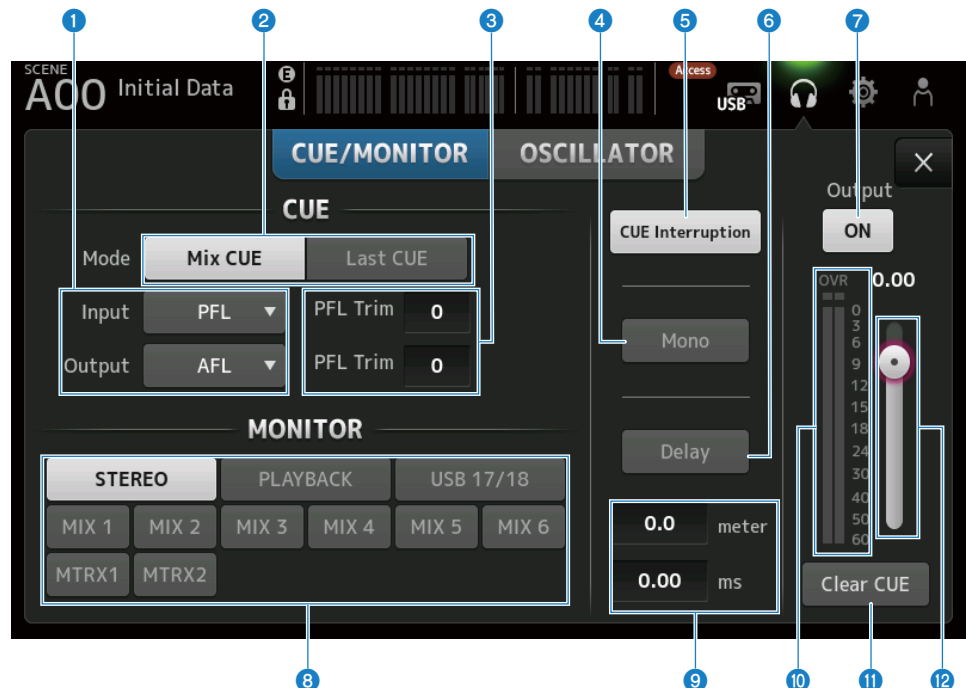 1 2 3 4 5 6 7
SCENE
A00 Initial Data
E
Access
USB
CUE/MONITOR OSCILLATOR
×
CUE
Output
Mode Mix CUE Last CUE
CUE Interruption
ON
Input PFL ▼ PFL Trim 0
OVR 0.00
Output AFL ▼ PFL Trim 0
Mono
0
3
6
9
12
15
18
24
30
40
50
60
MONITOR
STEREO PLAYBACK USB 17/18
Delay
MIX 1 MIX 2 MIX 3 MIX 4 MIX 5 MIX 6
0.0 meter
MTRX1 MTRX2
0.00 ms
Clear CUE
8 9 10 11 12